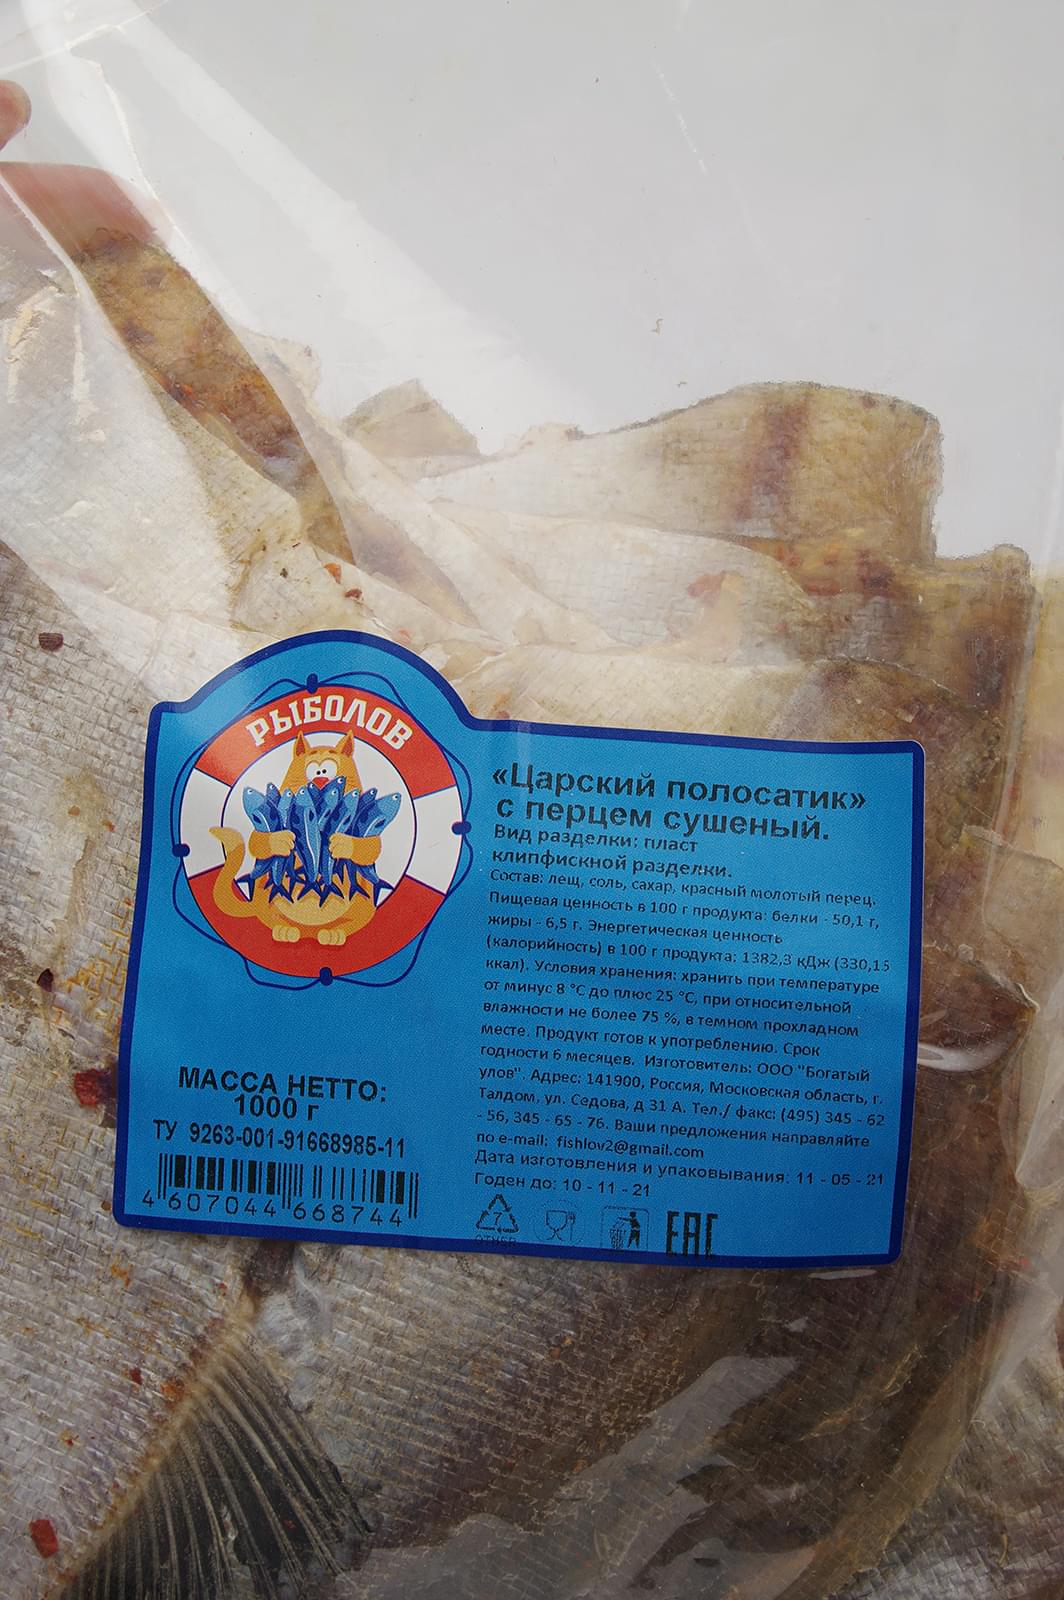 РЫБОЛОВ
«Царский полосатик»
с перцем сушеный.
Вид разделки: пласт
клипфискной разделки.
Состав: лещ, соль, сахар, красный молотый перец.
Пищевая ценность в 100 г продукта: белки - 50,1 г,
жиры - 6,5 г. Энергетическая ценность
(калорийность) в 100 г продукта: 1382,3 кДж (330,15
ккал). Условия хранения: хранить при температуре
от минус 8 °С до плюс 25 °С, при относительной
влажности не более 75 %, в темном прохладном
месте. Продукт готов к употреблению. Срок
годности 6 месяцев. Изготовитель: ООО "Богатый
улов". Адрес: 141900, Россия, Московская область, г.
Талдом, ул. Седова, д 31 А. Тел./ факс: (495) 345 - 62
- 56, 345 - 65 - 76. Ваши предложения направляйте
по e-mail: fishlov2@gmail.com
Дата изготовления и упаковывания: 11 - 05 - 21
Годен до: 10 - 11 - 21
МАССА НЕТТО:
1000 г
ТУ 9263-001-91668985-11
4 607044 668744
7
OTHER
EAC